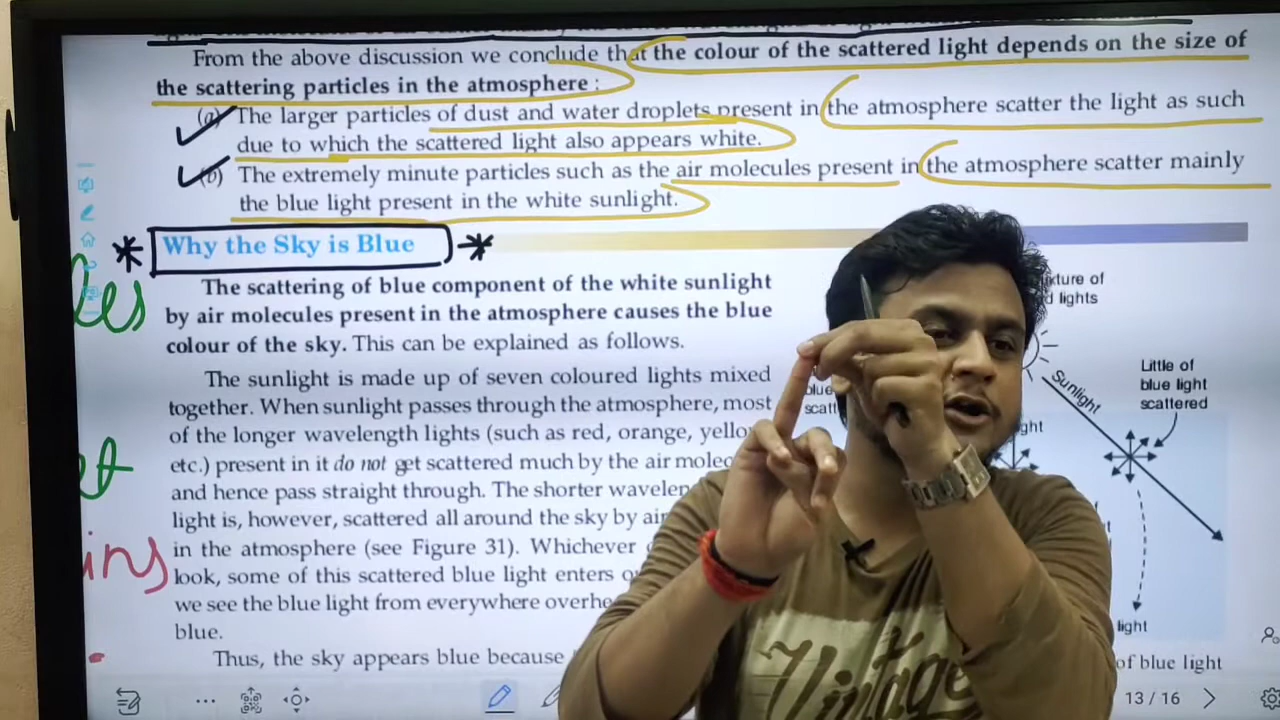 From the above discussion we conclude that the colour of the scattered light depends on the size of
the scattering particles in the atmosphere :
(a) The larger particles of dust and water droplets present in the atmosphere scatter the light as such
due to which the scattered light also appears white.
(b) The extremely minute particles such as the air molecules present in the atmosphere scatter mainly
the blue light present in the white sunlight.
Why the Sky is Blue
The scattering of blue component of the white sunlight
by air molecules present in the atmosphere causes the blue
colour of the sky. This can be explained as follows.
The sunlight is made up of seven coloured lights mixed
together. When sunlight passes through the atmosphere, most
of the longer wavelength lights (such as red, orange,
etc.) present in it do not get scattered much by the air
and hence pass straight through. The shorter
light is, however, scattered all around the sky by air
in the atmosphere (see Figure 31). Whichever
look, some of this scattered blue light enters
we see the blue light from everywhere
blue.
Thus, the sky appears blue because
of
lights
Sunlight
Little of
blue light
scattered
light
of blue light
13 / 16
Vintage